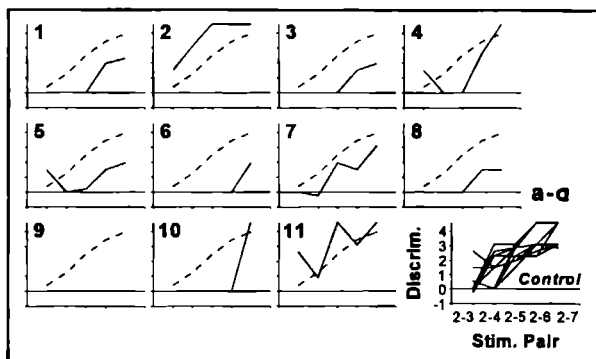 1 2 3 4
5 6 7 8
a-ɑ
9 10 11
Discrim.
4
3
2
1
0
-1
Control
2-3 2-4 2-5 2-6 2-7
Stim. Pair